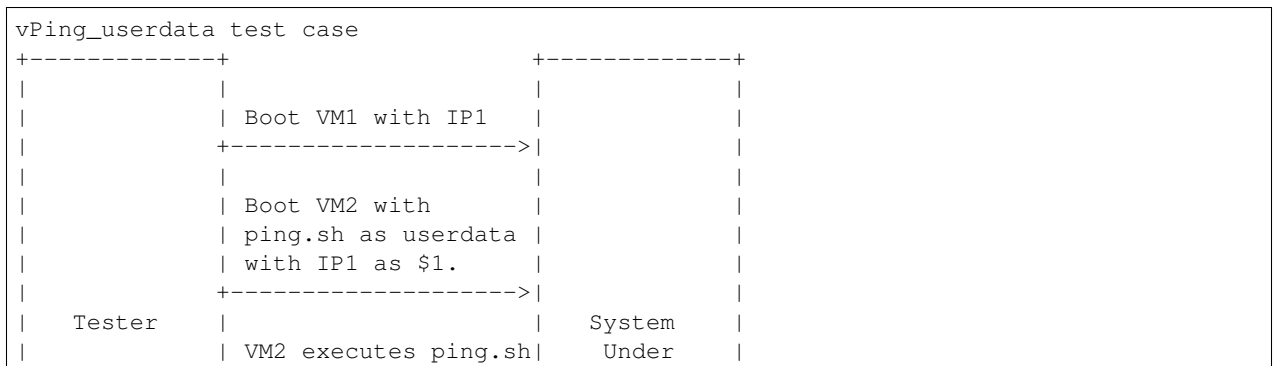 vPing_userdata test case
+-------------+                     +-------------+
|             |                     |             |
|             | Boot VM1 with IP1   |             |
|             +-------------------->|             |
|             |                     |             |
|             | Boot VM2 with       |             |
|             | ping.sh as userdata |             |
|             | with IP1 as $1.     |             |
|             +-------------------->|             |
|   Tester    |                     |   System    |
|             | VM2 executes ping.sh|    Under    |